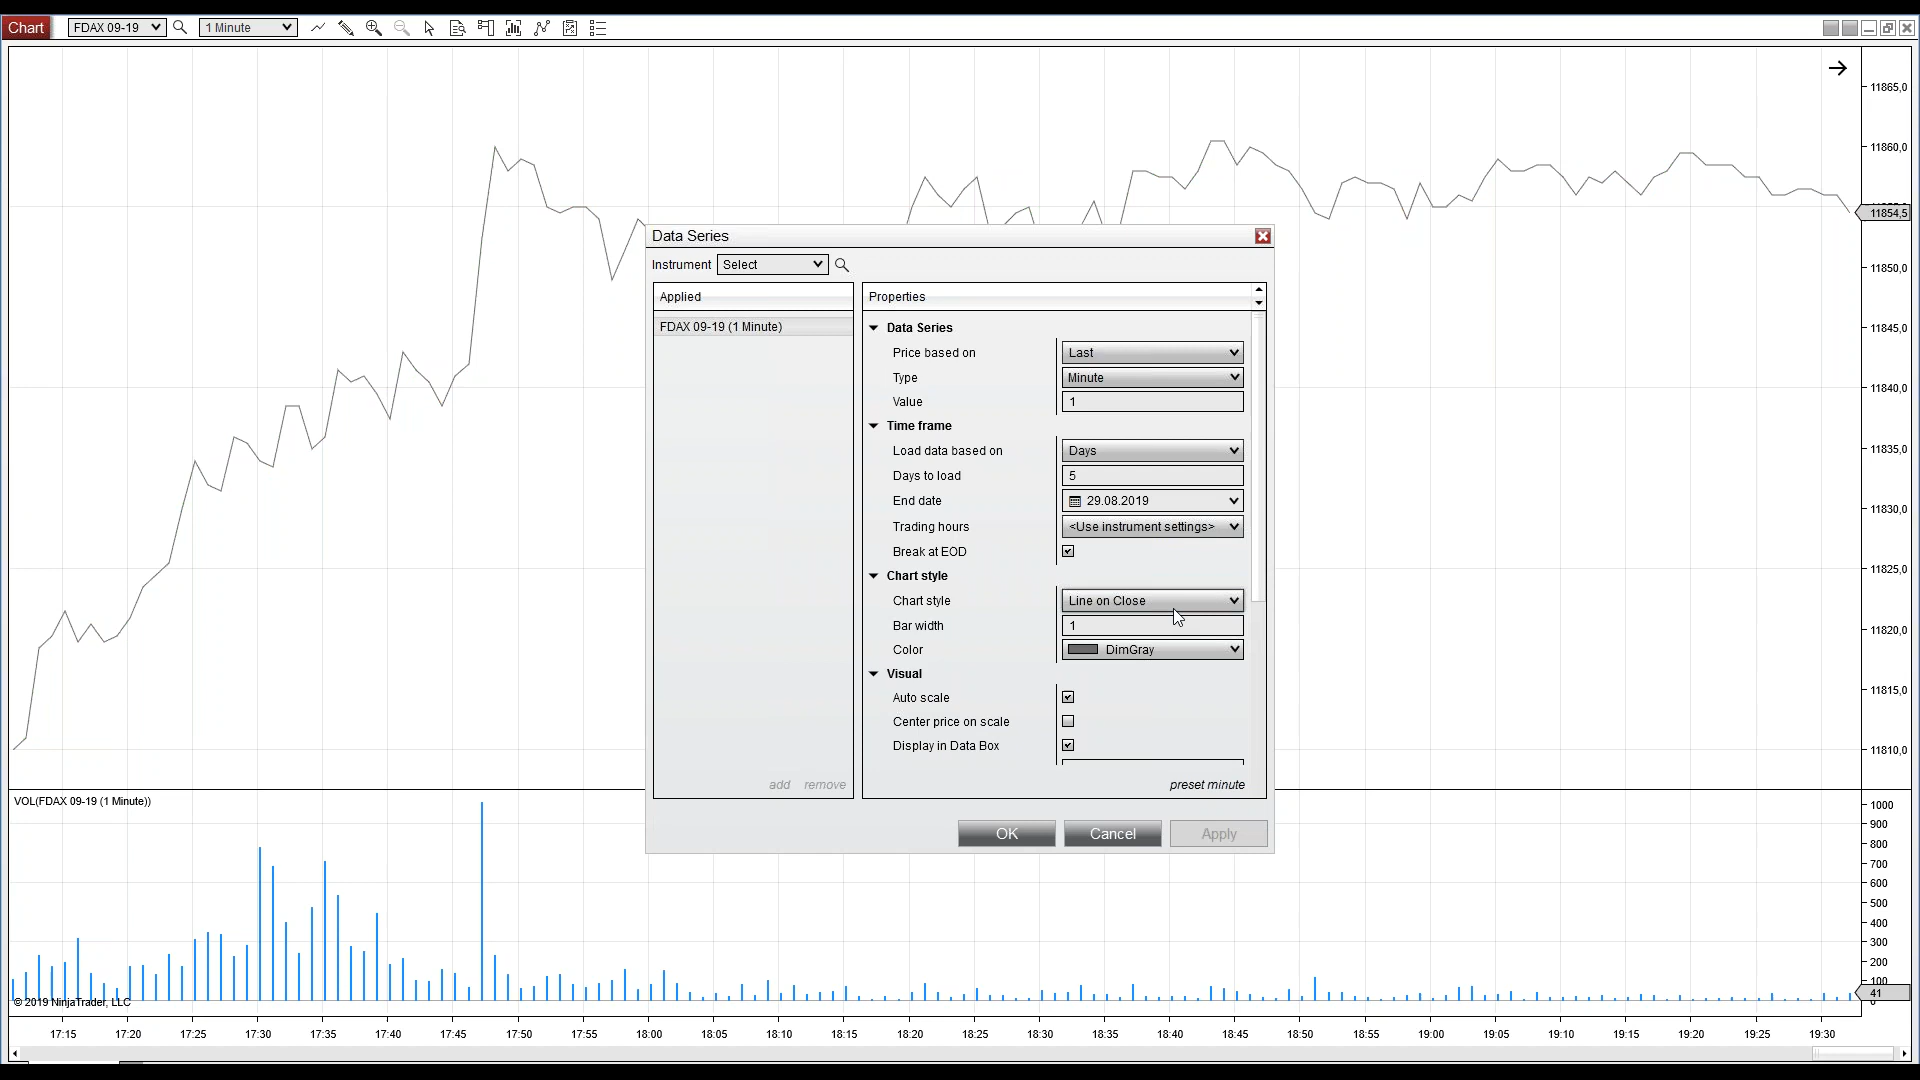 Chart FDAX 09-19 1 Minute
11865,0
11860,0
11854,5
11850,0
11845,0
11840,0
11835,0
11830,0
11825,0
11820,0
11815,0
11810,0
Data Series
Instrument Select
Applied
FDAX 09-19 (1 Minute)
add remove
Properties
Data Series
Price based on Last
Type Minute
Value 1
Time frame
Load data based on Days
Days to load 5
End date 29.08.2019
Trading hours <Use instrument settings>
Break at EOD
Chart style
Chart style Line on Close
Bar width 1
Color DimGray
Visual
Auto scale
Center price on scale
Display in Data Box
preset minute
OK Cancel Apply
VOL(FDAX 09-19 (1 Minute))
1000
900
800
700
600
500
400
300
200
100
41
0
© 2019 NinjaTrader, LLC
17:15 17:20 17:25 17:30 17:35 17:40 17:45 17:50 17:55 18:00 18:05 18:10 18:15 18:20 18:25 18:30 18:35 18:40 18:45 18:50 18:55 19:00 19:05 19:10 19:15 19:20 19:25 19:30